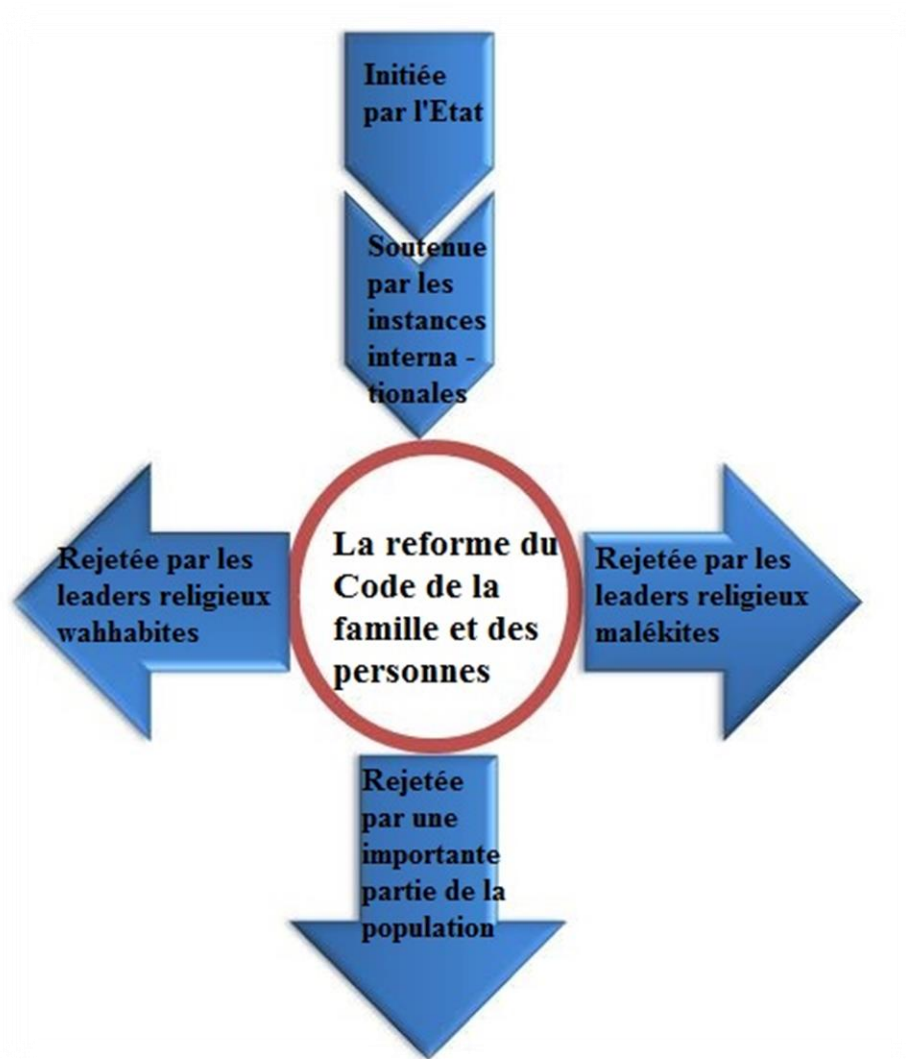 Initiée
par l'Etat
Soutenue
par les
instances
interna -
tionales
Rejetée par les
leaders religieux
wahhabites
La reforme du
Code de la
famille et des
personnes
Rejetée par les
leaders religieux
malékites
Rejetée
par une
importante
partie de la
population